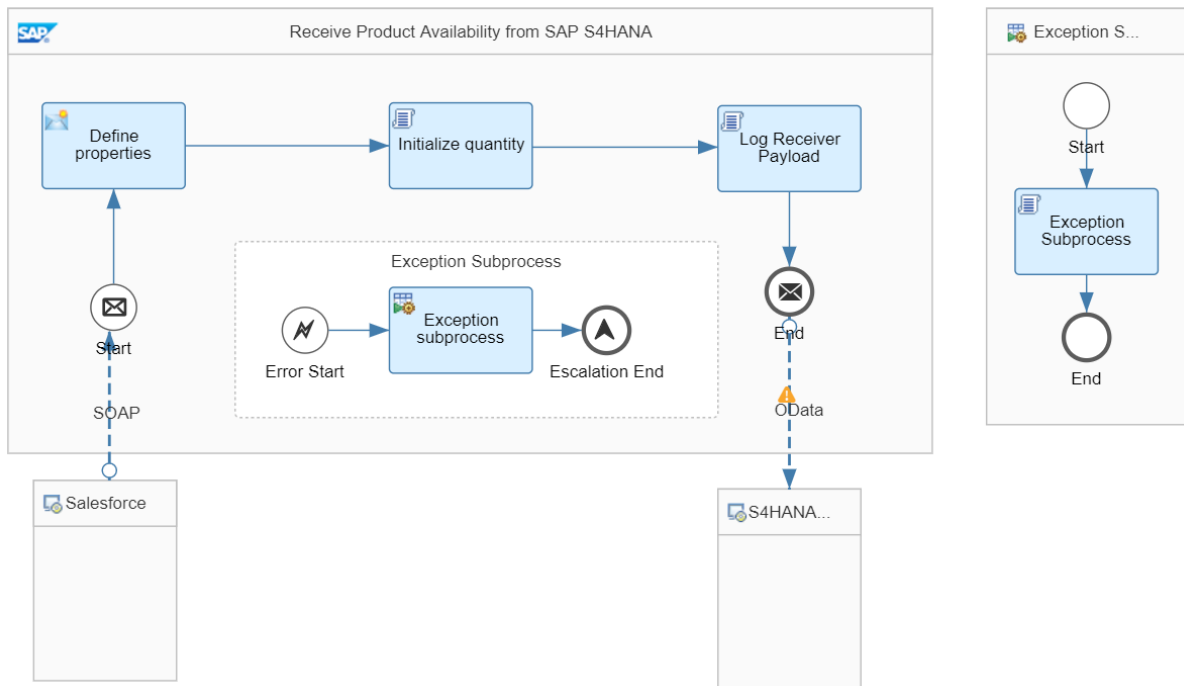 SAP
Receive Product Availability from SAP S4HANA
Exception S...
Define
properties
Initialize quantity
Log Receiver
Payload
Start
Exception
Subprocess
End
Exception Subprocess
Exception
subprocess
Error Start
Escalation End
Start
End
SOAP
OData
Salesforce
S4HANA...